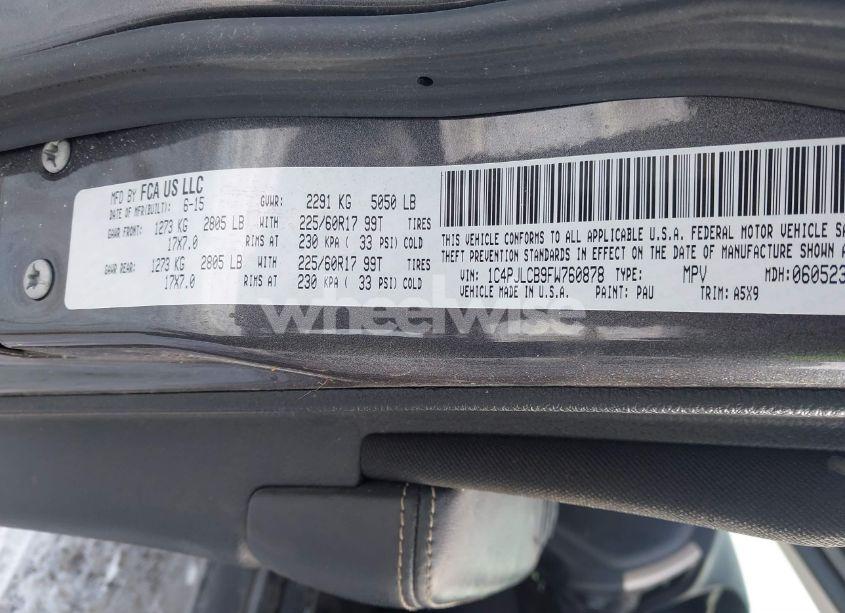 MFD BY FCA US LLC
DATE OF MFR(BUILT): 6-15 GVWR: 2291 KG 5050 LB
GAWR FRONT: 1273 KG 2805 LB WITH 225/60R17 99T TIRES
17X7.0 RIMS AT 230 KPA ( 33 PSI) COLD
GAWR REAR: 1273 KG 2805 LB WITH 225/60R17 99T TIRES
17X7.0 RIMS AT 230 KPA ( 33 PSI) COLD
THIS VEHICLE CONFORMS TO ALL APPLICABLE U.S.A. FEDERAL MOTOR VEHICLE
THEFT PREVENTION STANDARDS IN EFFECT ON THE DATE OF MANUFACTURE SHOWN
VIN: 1C4PJLCB9FW760878 TYPE: MPV MDH:060523
VEHICLE MADE IN U.S.A. PAINT: PAU TRIM: A5X9
wheelwise